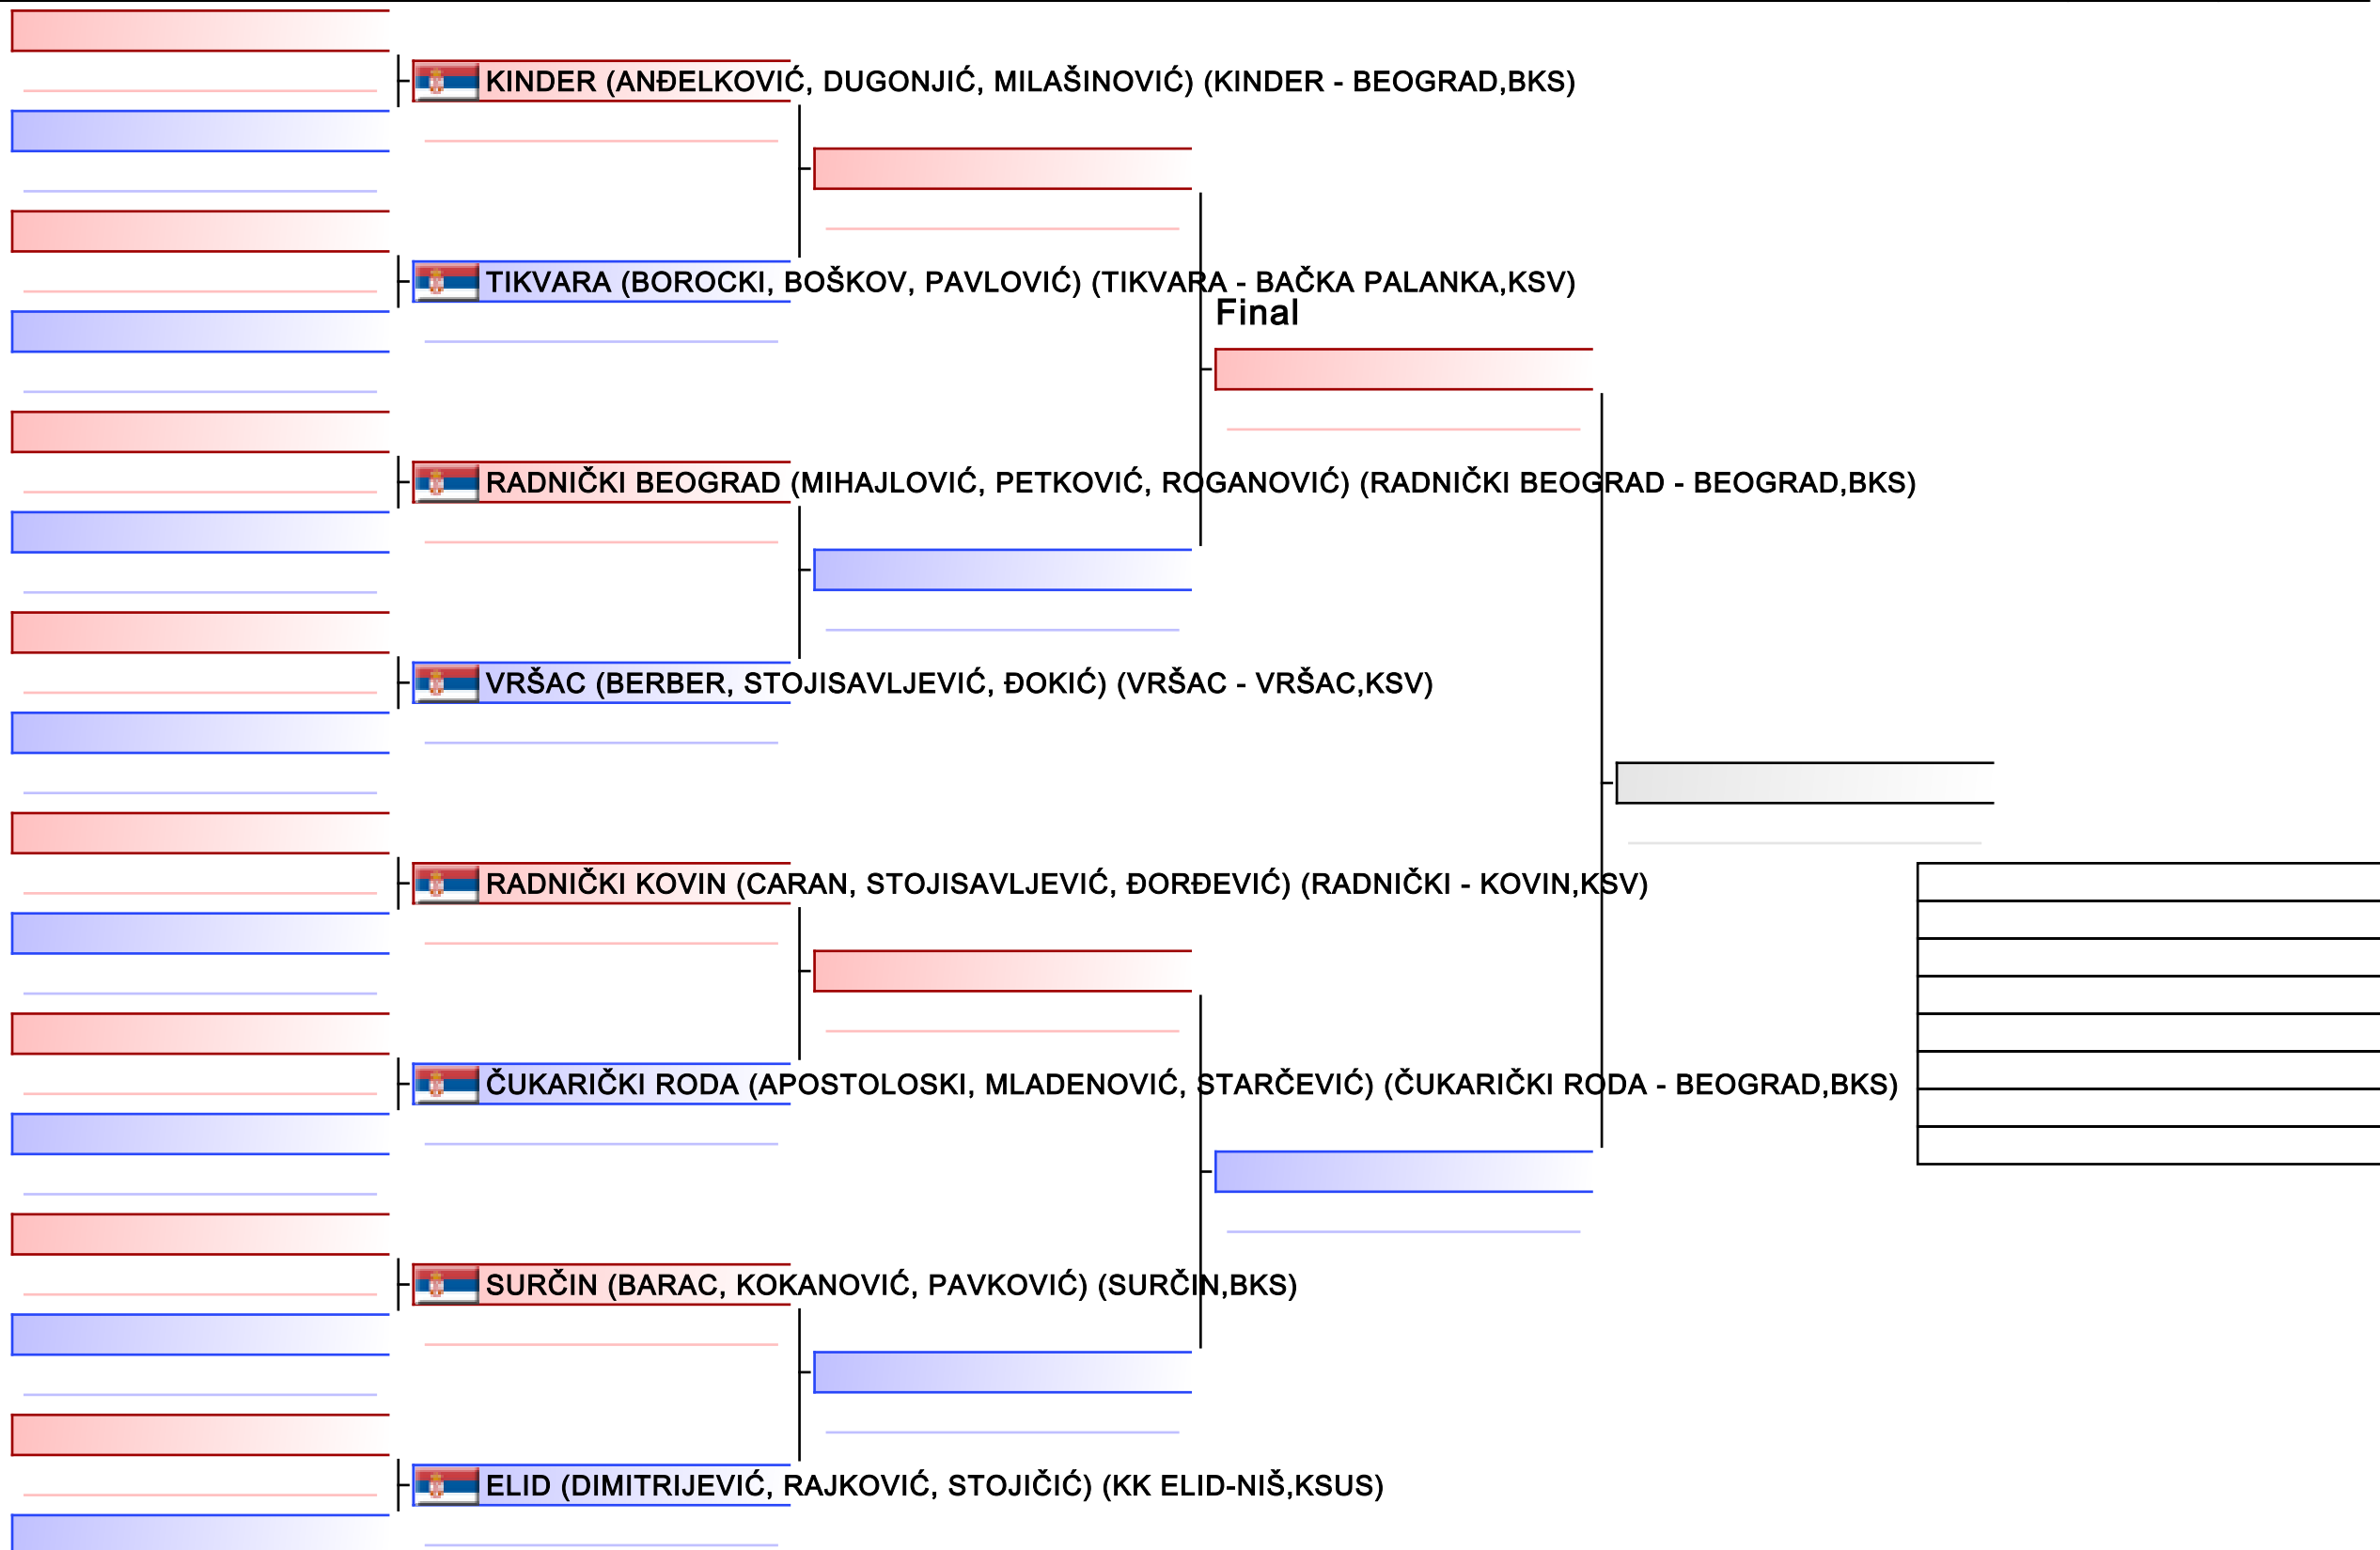 KINDER (ANĐELKOVIĆ, DUGONJIĆ, MILAŠINOVIĆ) (KINDER - BEOGRAD,BKS)
TIKVARA (BOROCKI, BOŠKOV, PAVLOVIĆ) (TIKVARA - BAČKA PALANKA,KSV)
Final
RADNIČKI BEOGRAD (MIHAJLOVIĆ, PETKOVIĆ, ROGANOVIĆ) (RADNIČKI BEOGRAD - BEOGRAD,BKS)
VRŠAC (BERBER, STOJISAVLJEVIĆ, ĐOKIĆ) (VRŠAC - VRŠAC,KSV)
RADNIČKI KOVIN (CARAN, STOJISAVLJEVIĆ, ĐORĐEVIĆ) (RADNIČKI - KOVIN,KSV)
ČUKARIČKI RODA (APOSTOLOSKI, MLADENOVIĆ, STARČEVIĆ) (ČUKARIČKI RODA - BEOGRAD,BKS)
SURČIN (BARAC, KOKANOVIĆ, PAVKOVIĆ) (SURČIN,BKS)
ELID (DIMITRIJEVIĆ, RAJKOVIĆ, STOJIČIĆ) (KK ELID-NIŠ,KSUS)